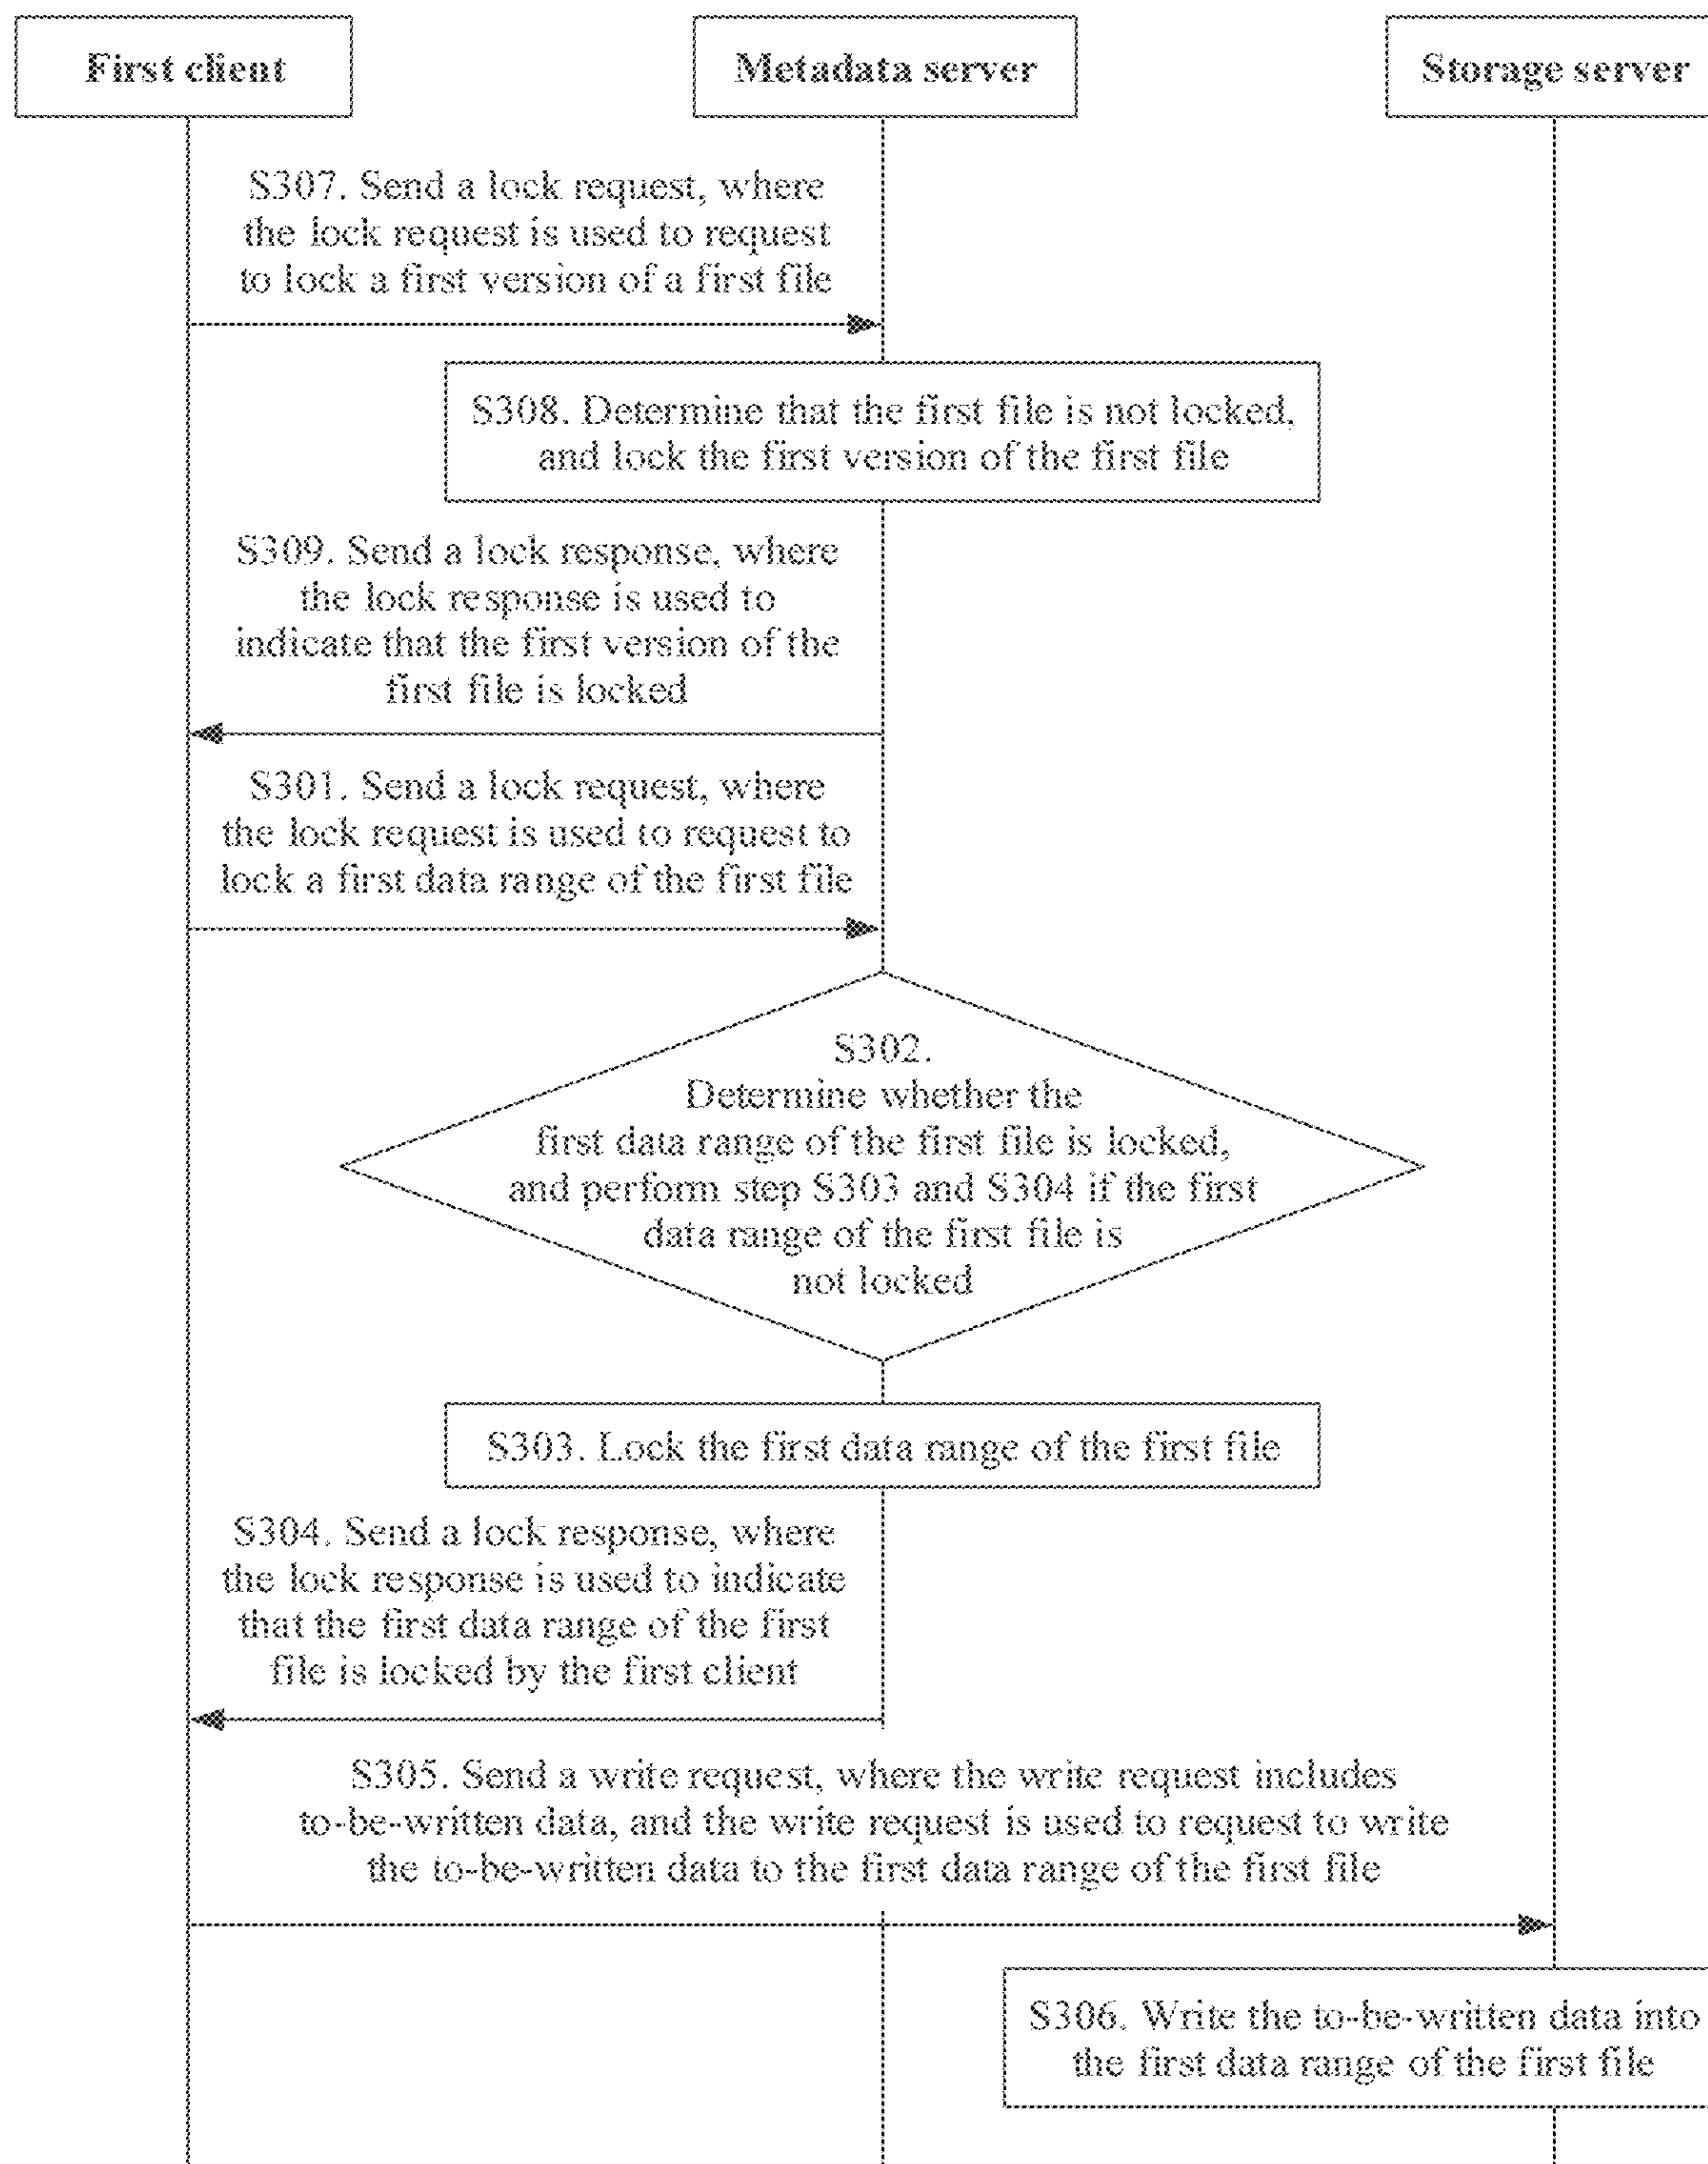 First client
Metadata server
Storage server
S307. Send a lock request, where
the lock request is used to request
to lock a first version of a first file
S308. Determine that the first file is not locked,
and lock the first version of the first file
S309. Send a lock response, where
the lock response is used to
indicate that the first version of the
first file is locked
S301. Send a lock request, where
the lock request is used to request to
lock a first data range of the first file
S302.
Determine whether the
first data range of the first file is locked,
and perform step S303 and S304 if the first
data range of the first file is
not locked
S303. Lock the first data range of the first file
S304. Send a lock response, where
the lock response is used to indicate
that the first data range of the first
file is locked by the first client
S305. Send a write request, where the write request includes
to-be-written data, and the write request is used to request to write
the to-be-written data to the first data range of the first file
S306. Write the to-be-written data into
the first data range of the first file